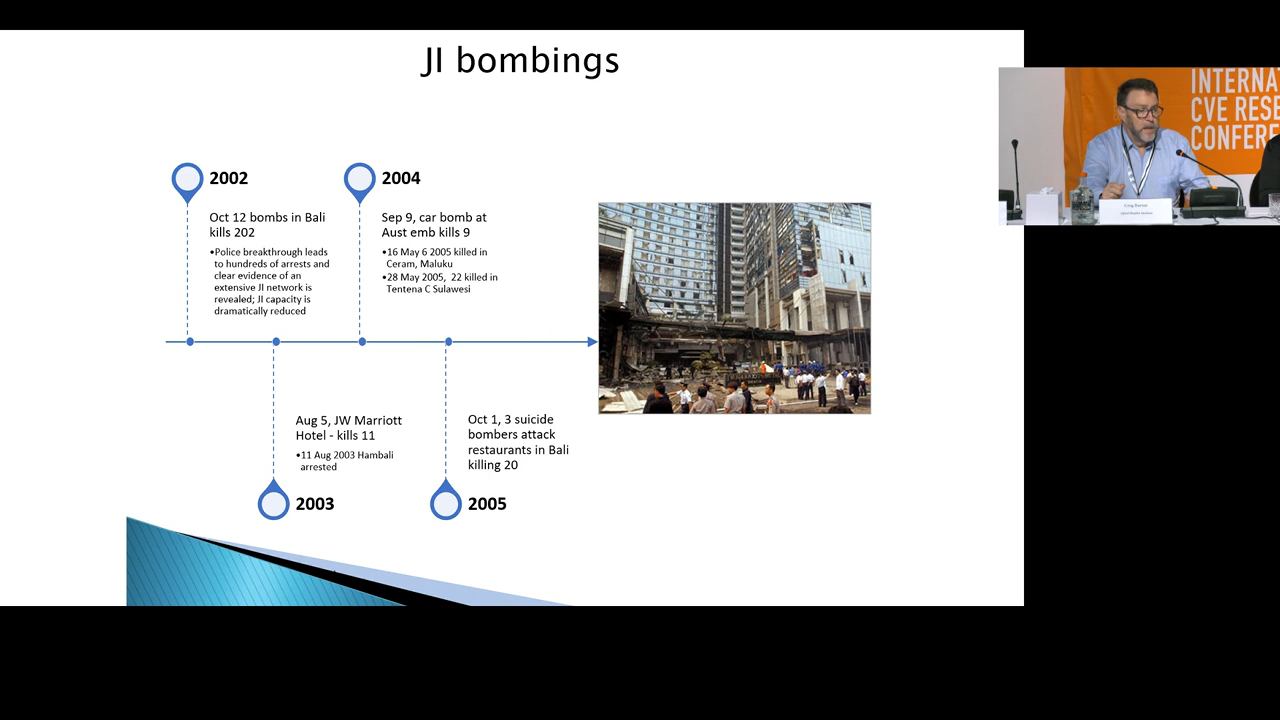 JI bombings
2002
Oct 12 bombs in Bali
kills 202
•Police breakthrough leads
to hundreds of arrests and
clear evidence of an
extensive JI network is
revealed; JI capacity is
dramatically reduced
2004
Sep 9, car bomb at
Aust emb kills 9
•16 May 6 2005 killed in
Ceram, Maluku
•28 May 2005, 22 killed in
Tentena C Sulawesi
Aug 5, JW Marriott
Hotel - kills 11
•11 Aug 2003 Hambali
arrested
2003
Oct 1, 3 suicide
bombers attack
restaurants in Bali
killing 20
2005
INTERNA
CVE RESE
CONFERE
Greg Barton